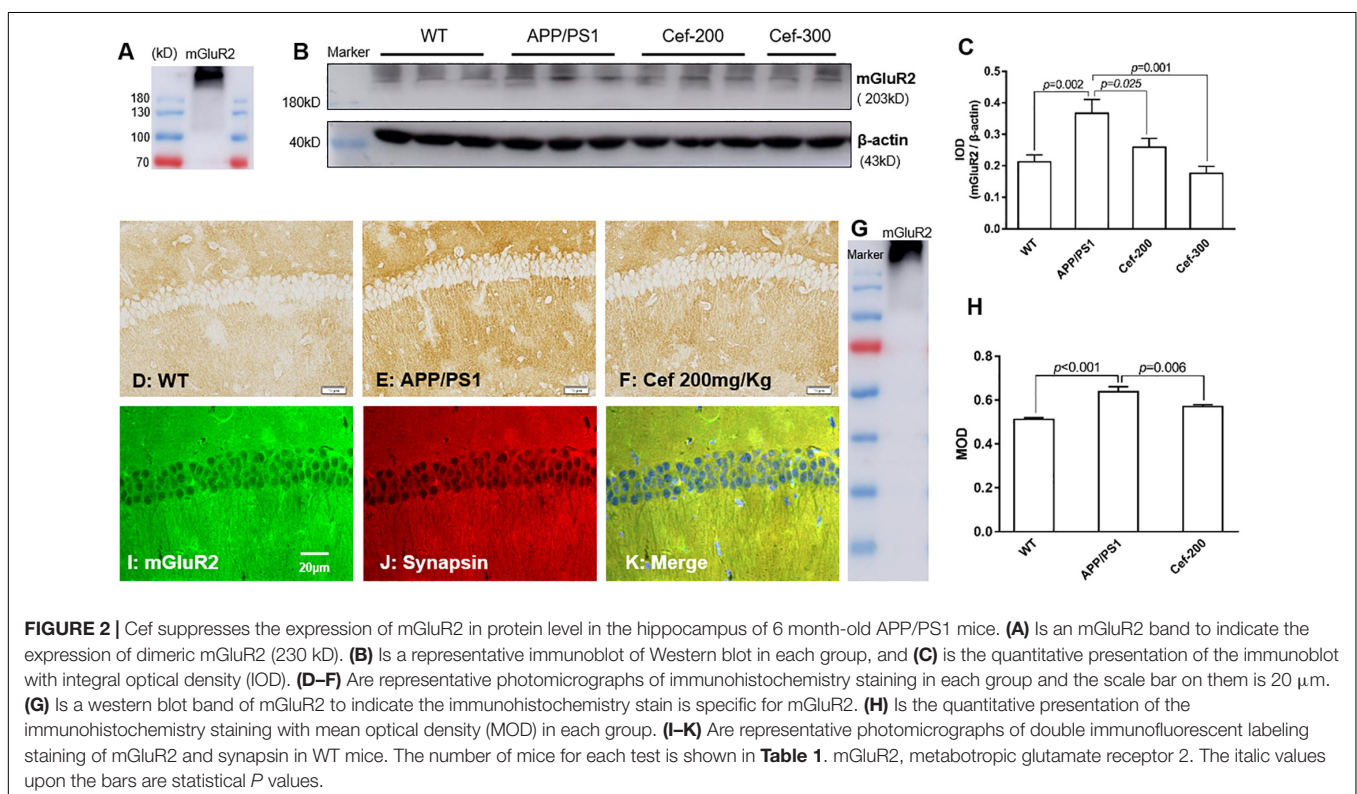 A (kD) mGluR2
180
130
100
70
B Marker WT APP/PS1 Cef-200 Cef-300
180kD
mGluR2
( 203kD)
40kD
β-actin
(43kD)
C
0.5
0.4
0.3
0.2
0.1
0.0
IOD
(mGluR2 / β-actin)
p=0.002
p=0.025
p=0.001
WT
APP/PS1
Cef-200
Cef-300
D: WT
E: APP/PS1
F: Cef 200mg/Kg
G mGluR2
Marker
H
0.8
0.6
0.4
0.2
0.0
MOD
p<0.001
p=0.006
WT
APP/PS1
Cef-200
I: mGluR2
20μm
J: Synapsin
K: Merge
FIGURE 2 | Cef suppresses the expression of mGluR2 in protein level in the hippocampus of 6 month-old APP/PS1 mice. (A) Is an mGluR2 band to indicate the
expression of dimeric mGluR2 (230 kD). (B) Is a representative immunoblot of Western blot in each group, and (C) is the quantitative presentation of the immunoblot
with integral optical density (IOD). (D–F) Are representative photomicrographs of immunohistochemistry staining in each group and the scale bar on them is 20 μm.
(G) Is a western blot band of mGluR2 to indicate the immunohistochemistry stain is specific for mGluR2. (H) Is the quantitative presentation of the
immunohistochemistry staining with mean optical density (MOD) in each group. (I–K) Are representative photomicrographs of double immunofluorescent labeling
staining of mGluR2 and synapsin in WT mice. The number of mice for each test is shown in Table 1. mGluR2, metabotropic glutamate receptor 2. The italic values
upon the bars are statistical P values.